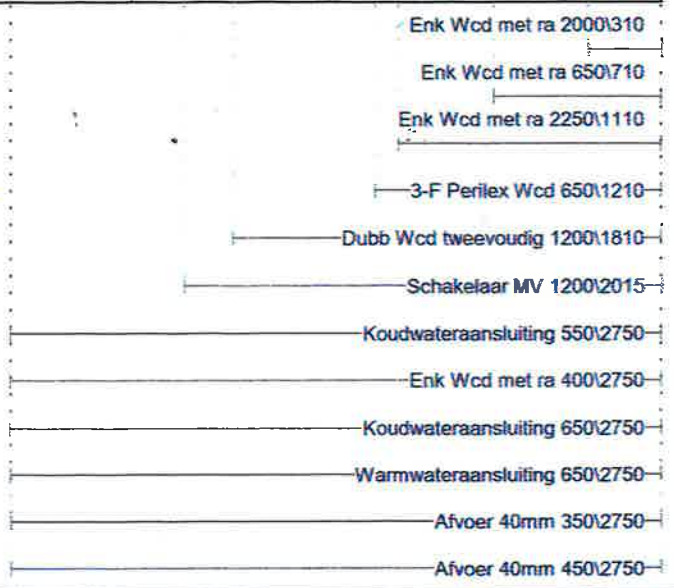 Enk Wcd met ra 2000\310
Enk Wcd met ra 650\710
Enk Wcd met ra 2250\1110
3-F Perilex Wcd 650\1210
Dubb Wcd tweevoudig 1200\1810
Schakelaar MV 1200\2015
Koudwateraansluiting 550\2750
Enk Wcd met ra 400\2750
Koudwateraansluiting 650\2750
Warmwateraansluiting 650\2750
Afvoer 40mm 350\2750
Afvoer 40mm 450\2750